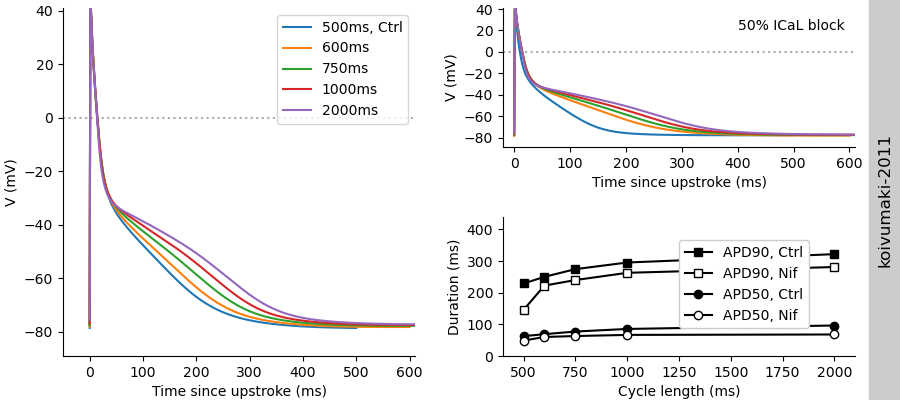 40
20
0
−20
−40
−60
−80
V (mV)
0 100 200 300 400 500 600
Time since upstroke (ms)
500ms, Ctrl
600ms
750ms
1000ms
2000ms
40
20
0
−20
−40
−60
−80
V (mV)
50% ICaL block
0 100 200 300 400 500 600
Time since upstroke (ms)
400
300
200
100
0
Duration (ms)
APD90, Ctrl
APD90, Nif
APD50, Ctrl
APD50, Nif
500 750 1000 1250 1500 1750 2000
Cycle length (ms)
koivumaki-2011